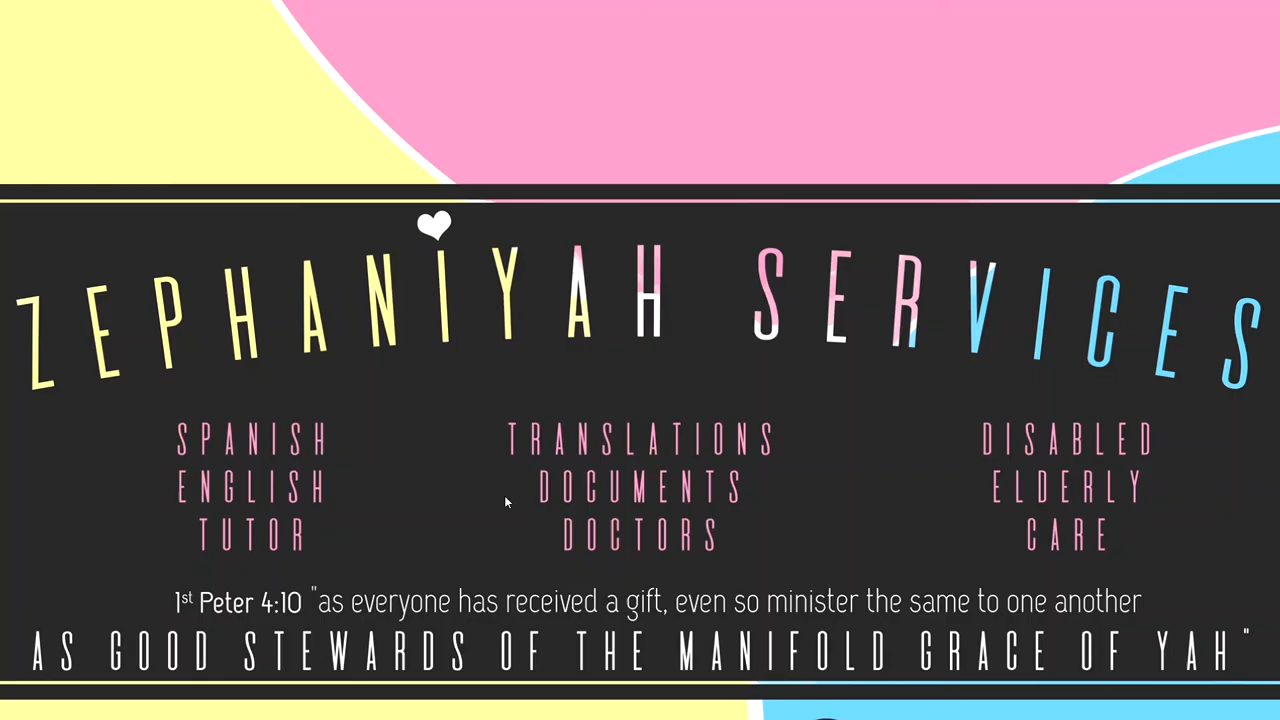 ZEPHANIYAH SERVICES
SPANISH
ENGLISH
TUTOR
TRANSLATIONS
DOCUMENTS
DOCTORS
DISABLED
ELDERLY
CARE
1st Peter 4:10 "as everyone has received a gift, even so minister the same to one another
AS GOOD STEWARDS OF THE MANIFOLD GRACE OF YAH"